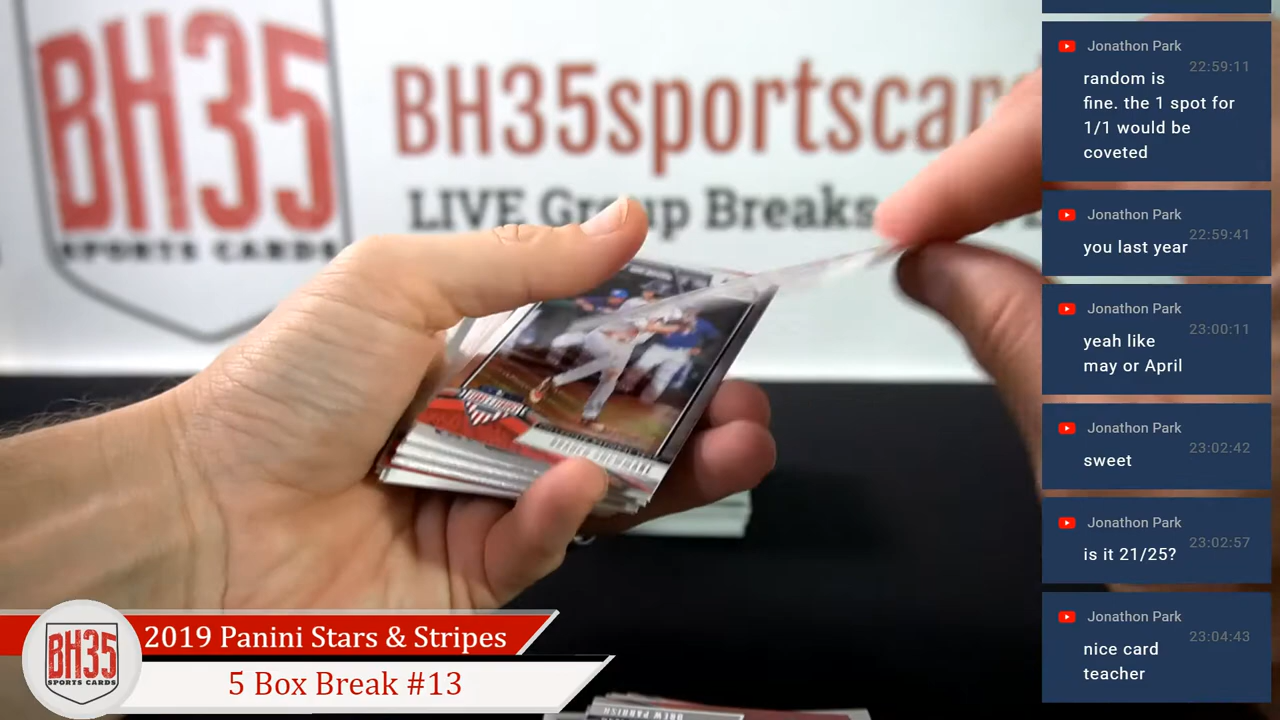 BH35
SPORTS CARDS
BH35sportscar
LIVE Group Breaks
Jonathon Park
22:59:11
random is
fine. the 1 spot for
1/1 would be
coveted
Jonathon Park
22:59:41
you last year
Jonathon Park
23:00:11
yeah like
may or April
Jonathon Park
23:02:42
sweet
Jonathon Park
23:02:57
is it 21/25?
Jonathon Park
23:04:43
nice card
teacher
BH35
SPORTS CARDS
2019 Panini Stars & Stripes
5 Box Break #13
DREW PARRISH